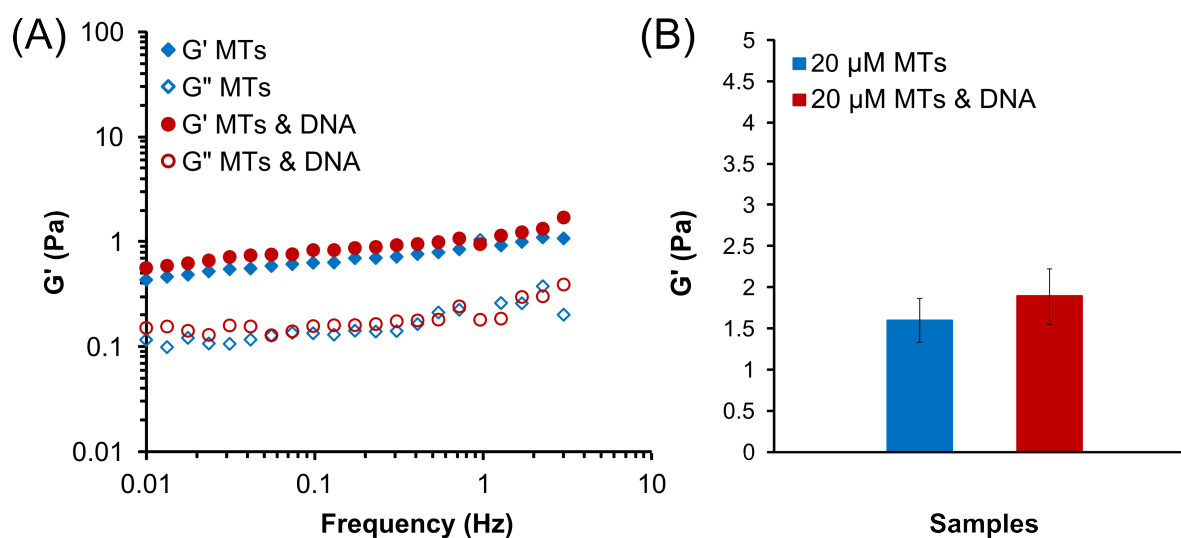 (A)
G' MTs
G" MTs
G' MTs & DNA
G" MTs & DNA
100
10
1
0.1
0.01
G' (Pa)
0.01
0.1
1
10
Frequency (Hz)
(B)
20 µM MTs
20 µM MTs & DNA
5
4.5
4
3.5
3
2.5
2
1.5
1
0.5
0
G' (Pa)
Samples